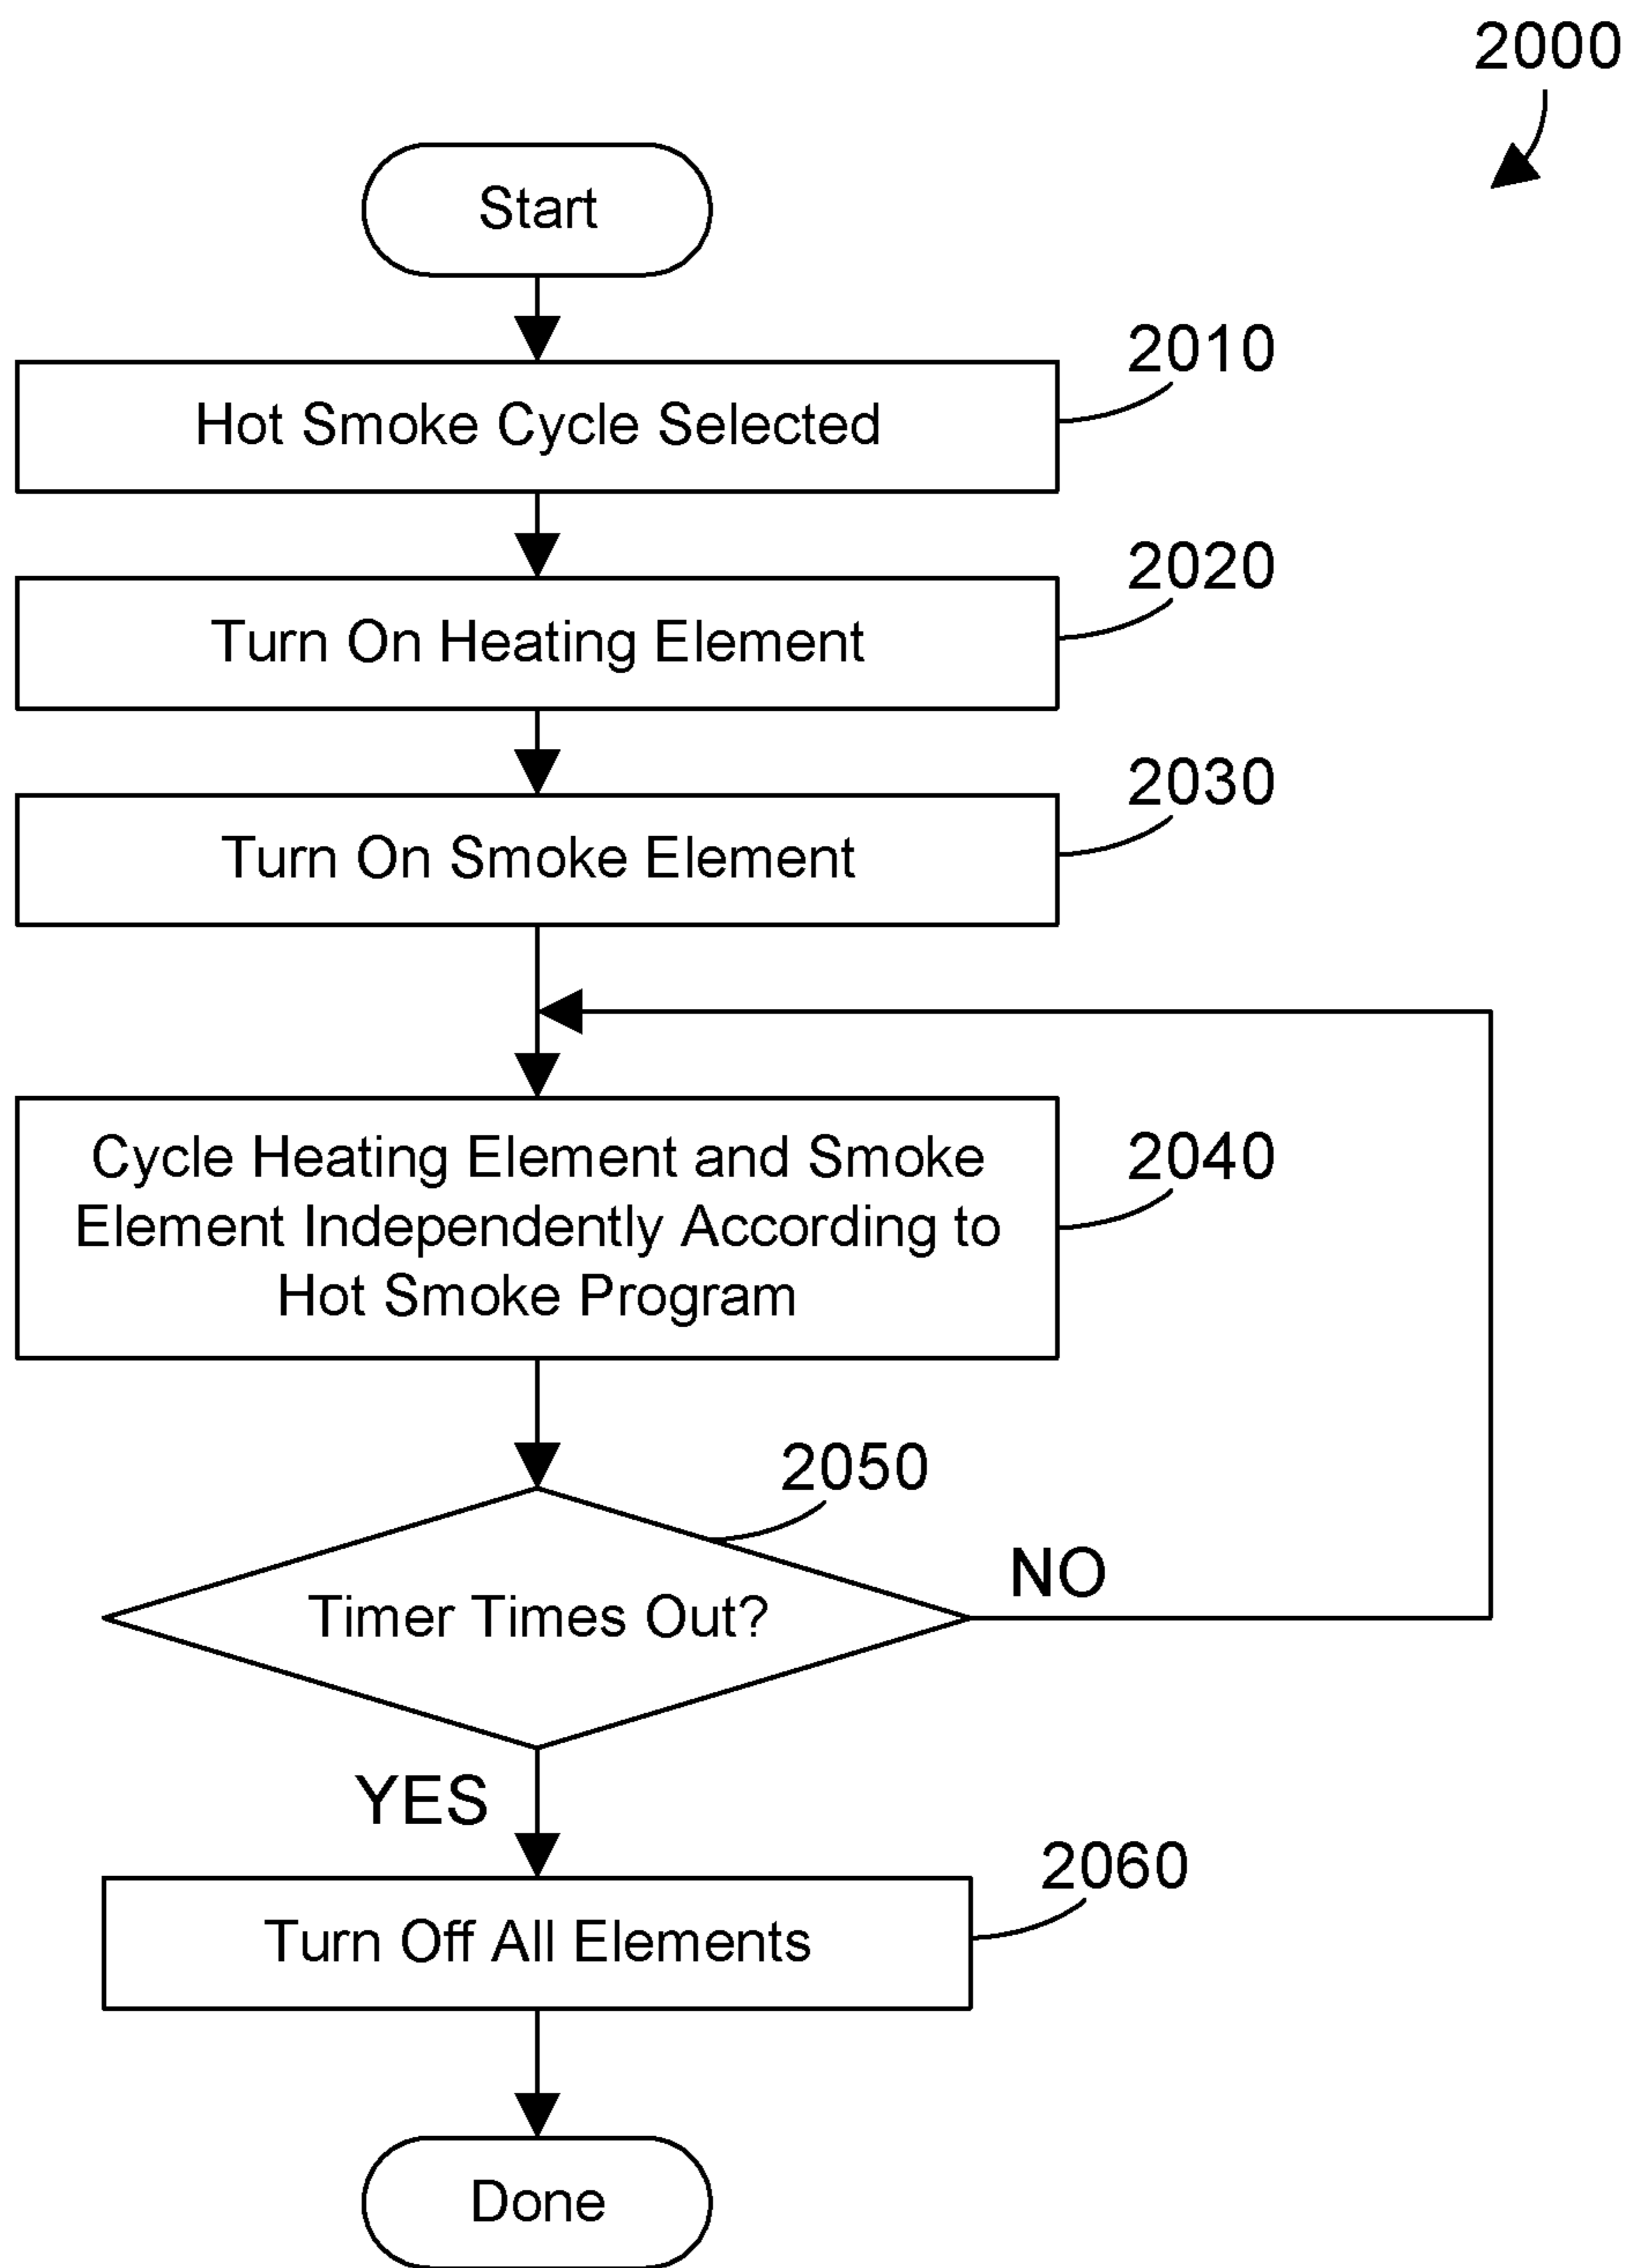 2000
Start
2010
Hot Smoke Cycle Selected
2020
Turn On Heating Element
2030
Turn On Smoke Element
Cycle Heating Element and Smoke
2040
Element Independently According to
Hot Smoke Program
2050
NO
Timer Times Out?
YES
2060
Turn Off All Elements
Done